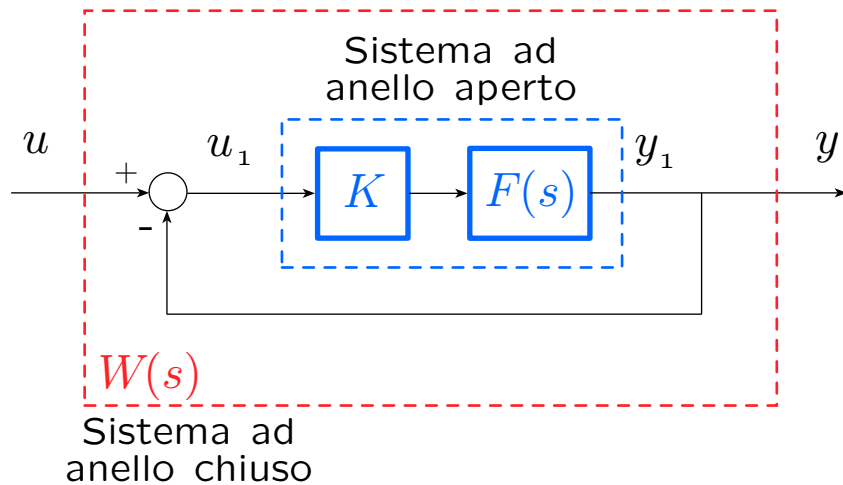 Sistema ad
anello aperto
u
u₁
y₁
y
+
K
F(s)
-
W(s)
Sistema ad
anello chiuso